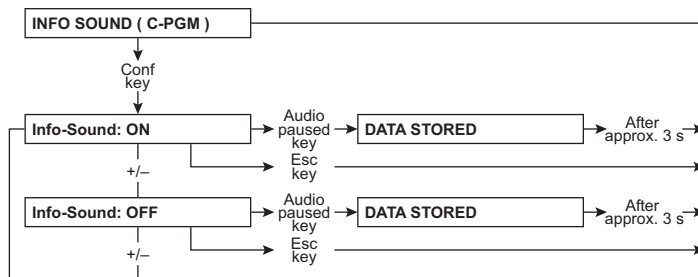 INFO SOUND ( C-PGM )
Conf
key
Info-Sound: ON
Audio
paused
key
DATA STORED
After
approx. 3 s
Esc
key
+/–
Info-Sound: OFF
Audio
paused
key
DATA STORED
After
approx. 3 s
Esc
key
+/–